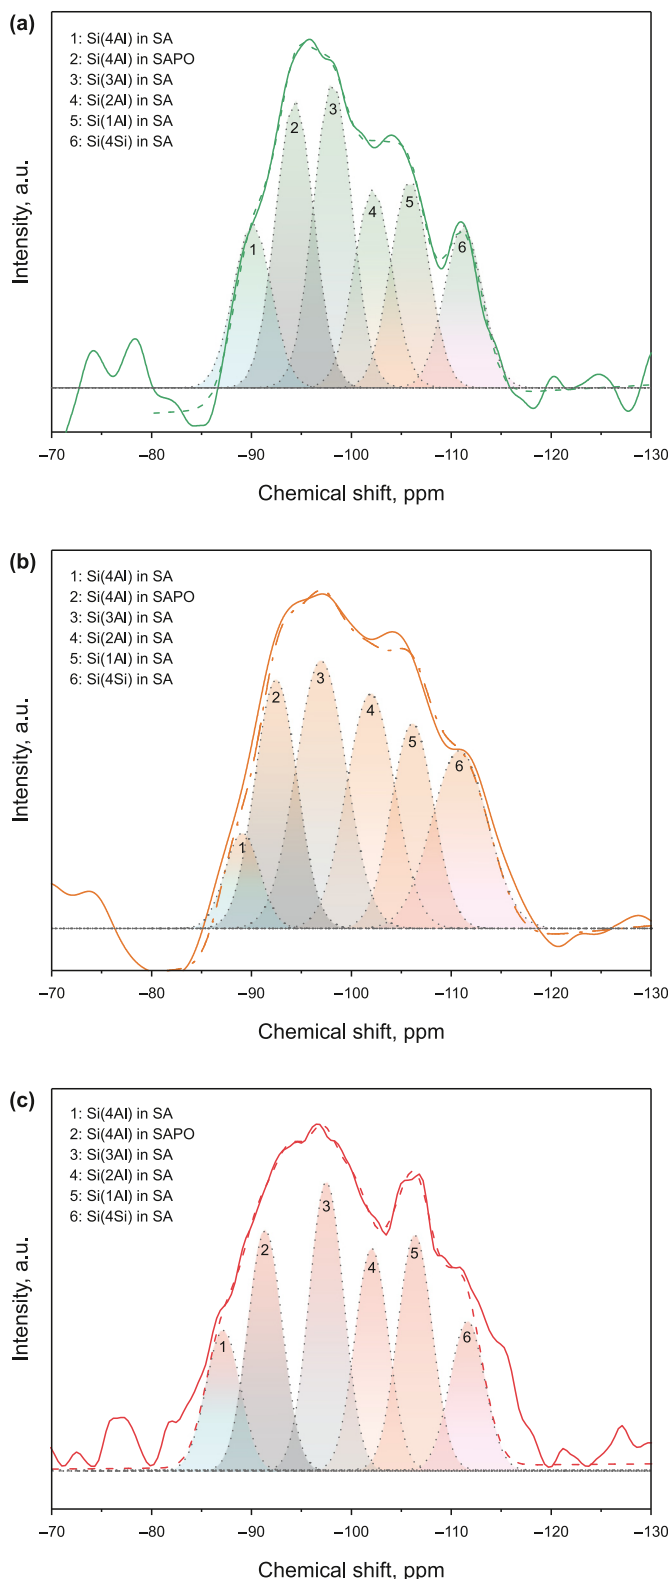 (a)
1: Si(4Al) in SA
2: Si(4Al) in SAPO
3: Si(3Al) in SA
4: Si(2Al) in SA
5: Si(1Al) in SA
6: Si(4Si) in SA
Intensity, a.u.
1
2
3
4
5
6
−70
−80
−90
−100
−110
−120
−130
Chemical shift, ppm
(b)
1: Si(4Al) in SA
2: Si(4Al) in SAPO
3: Si(3Al) in SA
4: Si(2Al) in SA
5: Si(1Al) in SA
6: Si(4Si) in SA
Intensity, a.u.
1
2
3
4
5
6
−70
−80
−90
−100
−110
−120
−130
Chemical shift, ppm
(c)
1: Si(4Al) in SA
2: Si(4Al) in SAPO
3: Si(3Al) in SA
4: Si(2Al) in SA
5: Si(1Al) in SA
6: Si(4Si) in SA
Intensity, a.u.
1
2
3
4
5
6
−70
−80
−90
−100
−110
−120
−130
Chemical shift, ppm